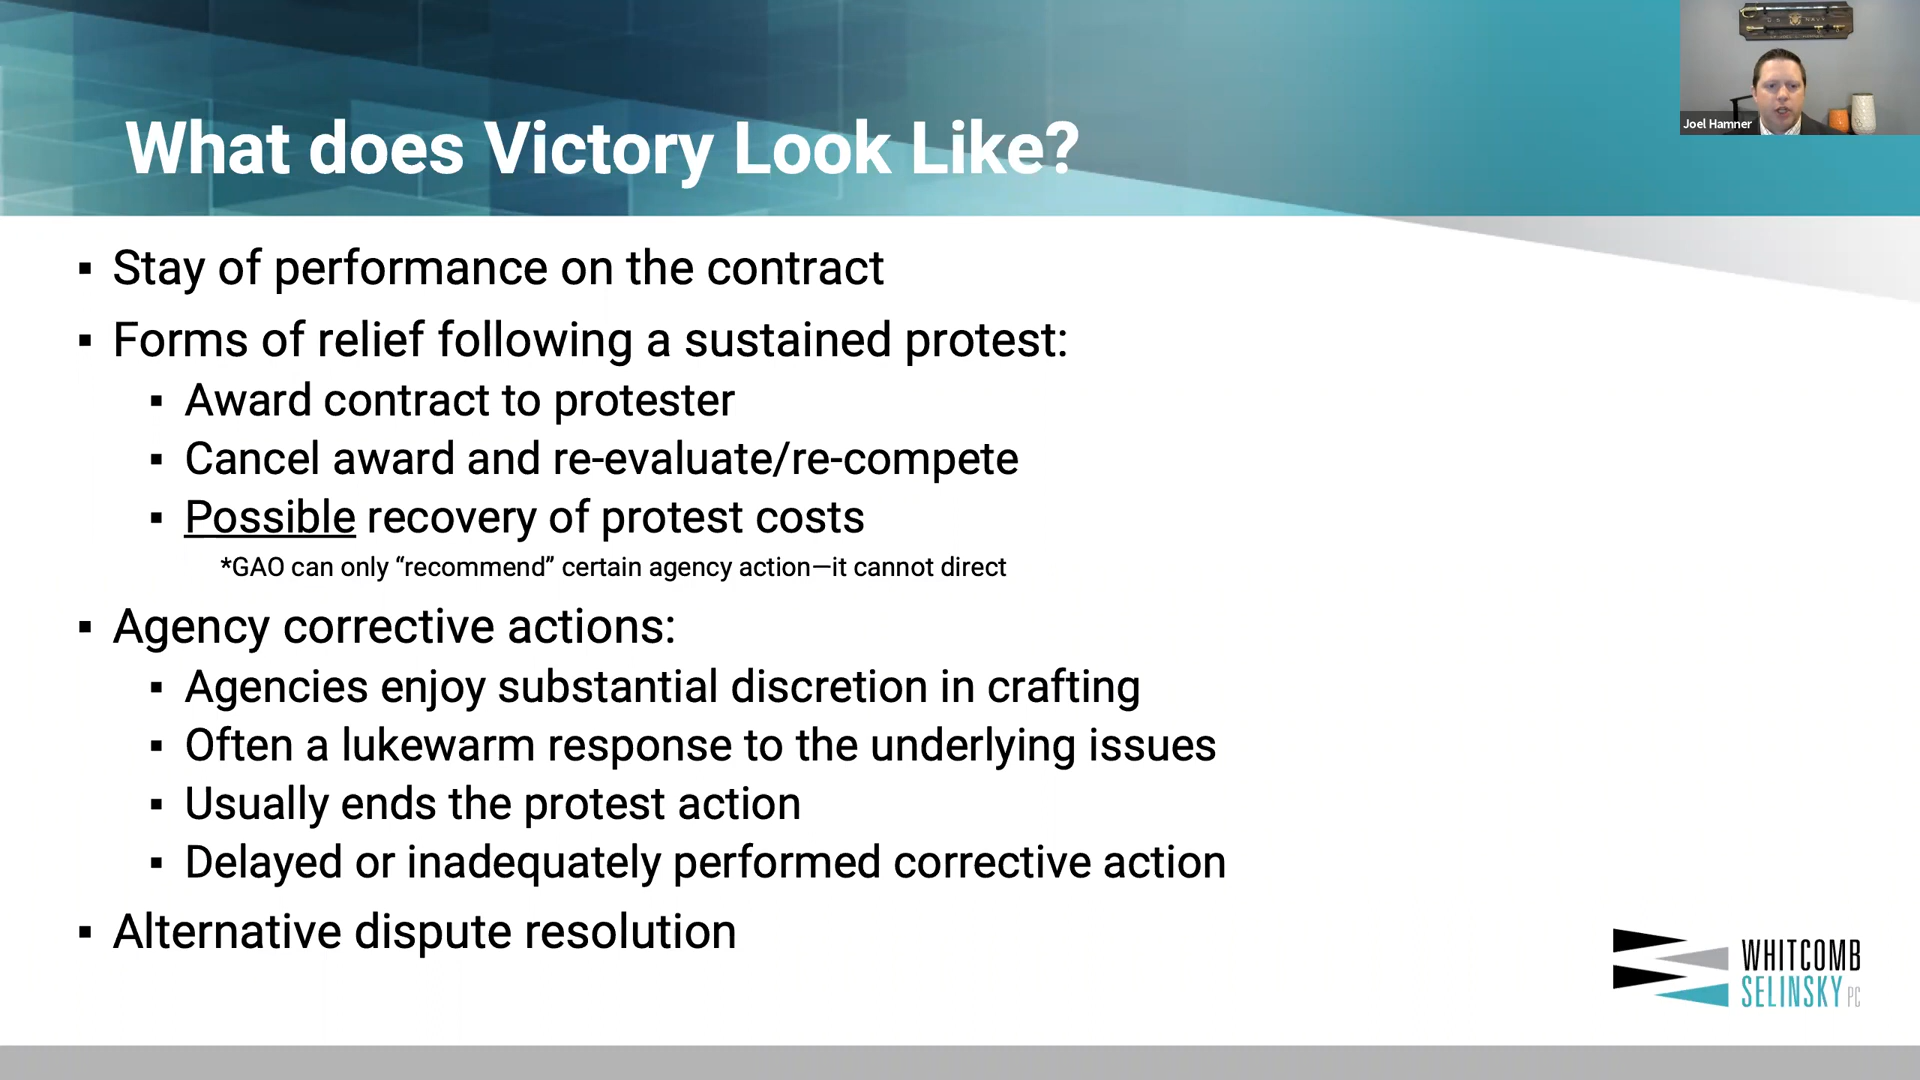 Joel Hamner
What does Victory Look Like?
▪ Stay of performance on the contract
▪ Forms of relief following a sustained protest:
▪ Award contract to protester
▪ Cancel award and re-evaluate/re-compete
▪ Possible recovery of protest costs
*GAO can only “recommend” certain agency action—it cannot direct
▪ Agency corrective actions:
▪ Agencies enjoy substantial discretion in crafting
▪ Often a lukewarm response to the underlying issues
▪ Usually ends the protest action
▪ Delayed or inadequately performed corrective action
▪ Alternative dispute resolution
WHITCOMB
SELINSKY PC